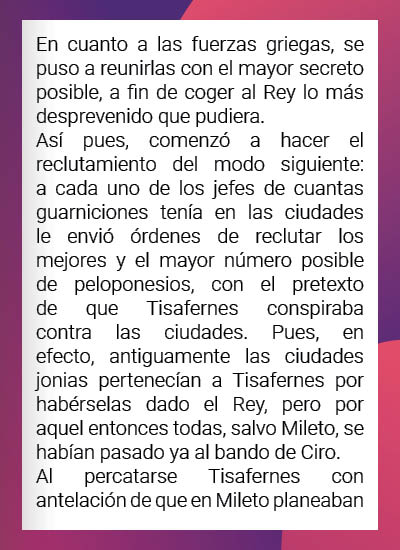 En cuanto a las fuerzas griegas, se
puso a reunirlas con el mayor secreto
posible, a fin de coger al Rey lo más
desprevenido que pudiera.
Así pues, comenzó a hacer el
reclutamiento del modo siguiente:
a cada uno de los jefes de cuantas
guarniciones tenía en las ciudades
le envió órdenes de reclutar los
mejores y el mayor número posible
de peloponesios, con el pretexto
de que Tisafernes conspiraba
contra las ciudades. Pues, en
efecto, antiguamente las ciudades
jonias pertenecían a Tisafernes por
habérselas dado el Rey, pero por
aquel entonces todas, salvo Mileto, se
habían pasado ya al bando de Ciro.
Al percatarse Tisafernes con
antelación de que en Mileto planeaban